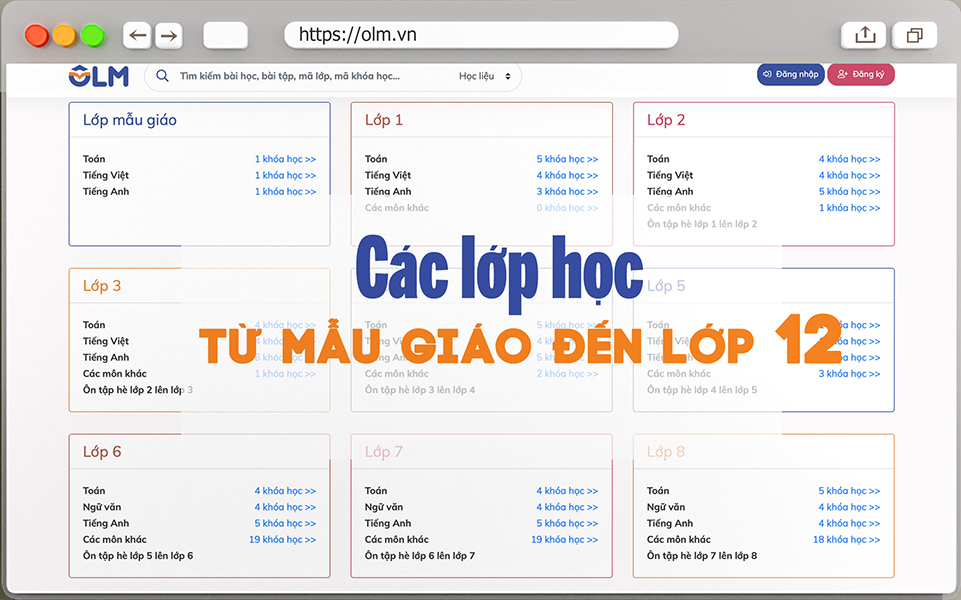 https://olm.vn
OLM
Tìm kiếm bài học, bài tập, mã lớp, mã khóa học...
Học liệu
Đăng nhập
Đăng ký
Lớp mẫu giáo
Toán 1 khóa học >>
Tiếng Việt 1 khóa học >>
Tiếng Anh 1 khóa học >>
Lớp 1
Toán 5 khóa học >>
Tiếng Việt 4 khóa học >>
Tiếng Anh 3 khóa học >>
Các môn khác 0 khóa học >>
Lớp 2
Toán 4 khóa học >>
Tiếng Việt 4 khóa học >>
Tiếng Anh 5 khóa học >>
Các môn khác 1 khóa học >>
Ôn tập hè lớp 1 lên lớp 2
Các lớp học
TỪ MẪU GIÁO ĐẾN LỚP 12
Lớp 3
Toán 4 khóa học >>
Tiếng Việt
Tiếng Anh 6 khóa học >>
Các môn khác 1 khóa học >>
Ôn tập hè lớp 2 lên lớp 3
Toán 5 khóa học >>
Tiếng Anh
Các môn khác 2 khóa học >>
Ôn tập hè lớp 3 lên lớp 4
Lớp 5
Toán
Tiếng Anh
Các môn khác 3 khóa học >>
Ôn tập hè lớp 4 lên lớp 5
Lớp 6
Toán 4 khóa học >>
Ngữ văn 4 khóa học >>
Tiếng Anh 5 khóa học >>
Các môn khác 19 khóa học >>
Ôn tập hè lớp 5 lên lớp 6
Lớp 7
Toán 4 khóa học >>
Ngữ văn 4 khóa học >>
Tiếng Anh 5 khóa học >>
Các môn khác 19 khóa học >>
Ôn tập hè lớp 6 lên lớp 7
Lớp 8
Toán 5 khóa học >>
Ngữ văn 4 khóa học >>
Tiếng Anh 4 khóa học >>
Các môn khác 18 khóa học >>
Ôn tập hè lớp 7 lên lớp 8